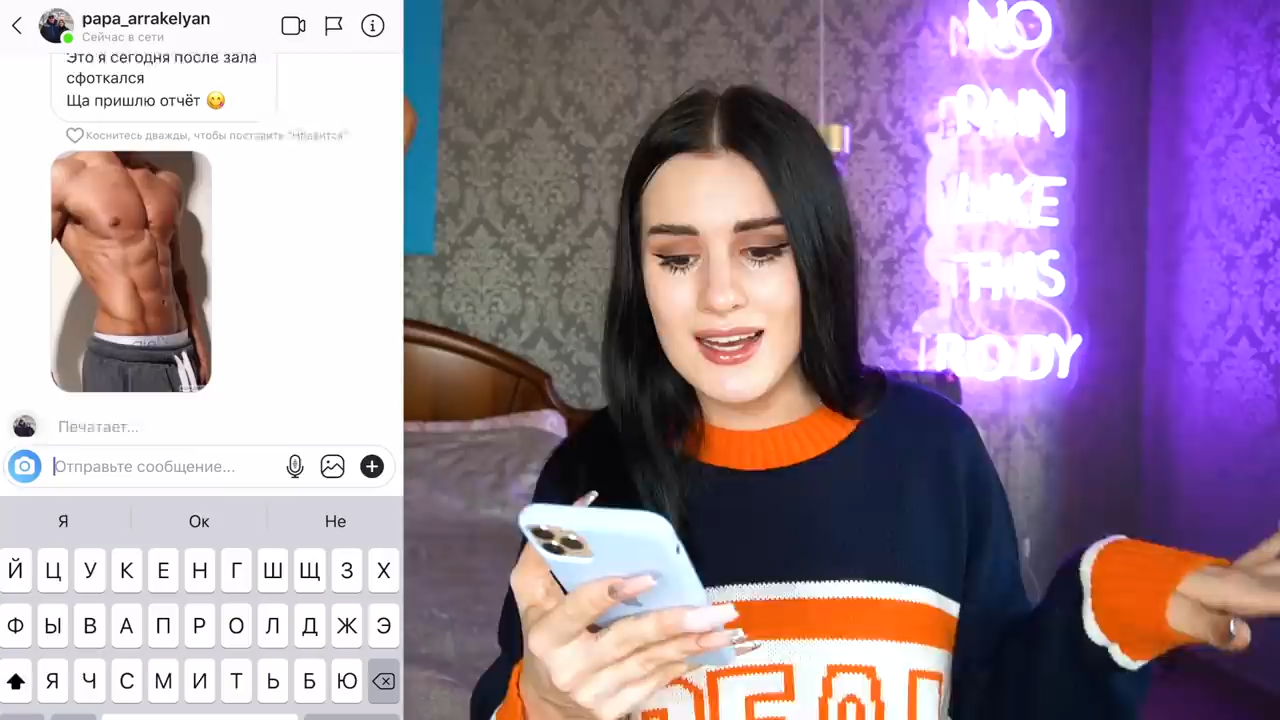 papa_arrakelyan
Сейчас в сети
Это я сегодня после зала
сфоткался
Ща пришлю отчёт 😋
Коснитесь дважды, чтобы поставить "Нравится"
Печатает...
Отправьте сообщение...
Я Ок Не
Й Ц У К Е Н Г Ш Щ З Х
Ф Ы В А П Р О Л Д Ж Э
Я Ч С М И Т Ь Б Ю
NO
PAIN
LIKE
THIS
BODY
REAL